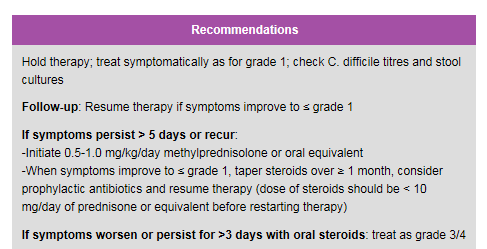 Recommendations
Hold therapy; treat symptomatically as for grade 1; check C. difficile titres and stool
cultures
Follow-up: Resume therapy if symptoms improve to ≤ grade 1
If symptoms persist > 5 days or recur:
-Initiate 0.5-1.0 mg/kg/day methylprednisolone or oral equivalent
-When symptoms improve to ≤ grade 1, taper steroids over ≥ 1 month, consider
prophylactic antibiotics and resume therapy (dose of steroids should be < 10
mg/day of prednisone or equivalent before restarting therapy)
If symptoms worsen or persist for >3 days with oral steroids: treat as grade 3/4